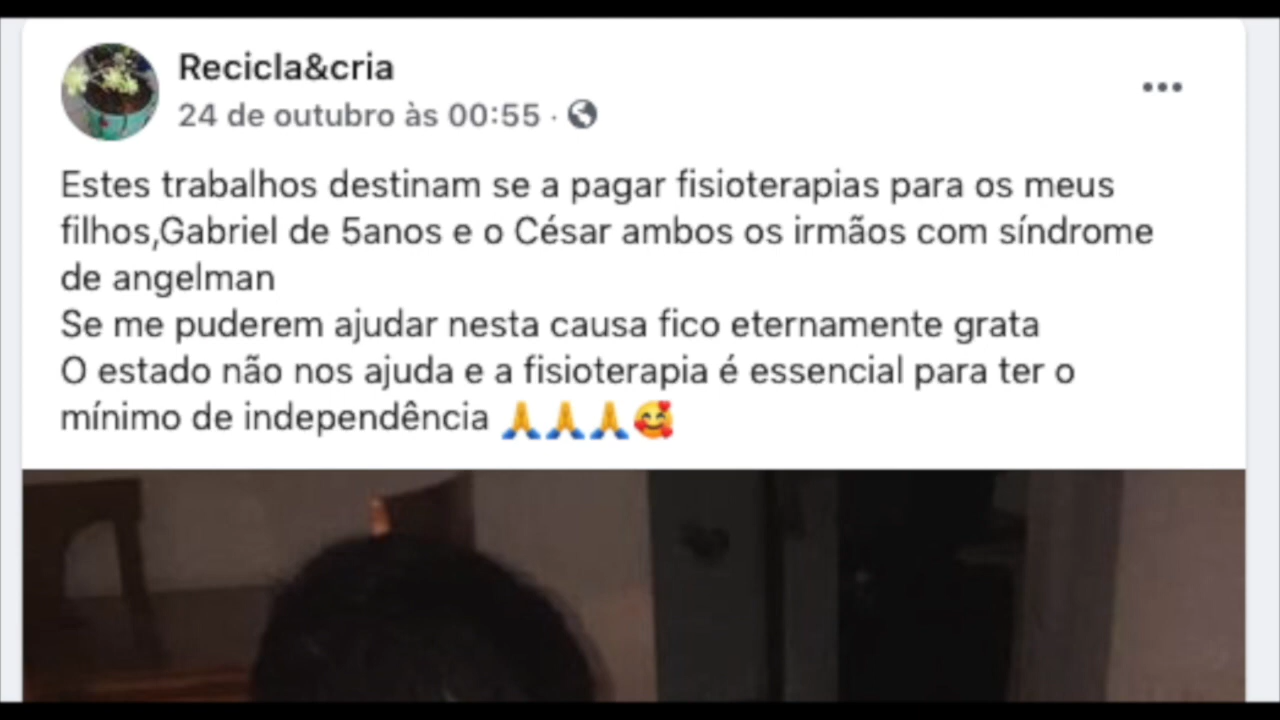 Recicla&cria
24 de outubro às 00:55 ·
Estes trabalhos destinam se a pagar fisioterapias para os meus
filhos,Gabriel de 5anos e o César ambos os irmãos com síndrome
de angelman
Se me puderem ajudar nesta causa fico eternamente grata
O estado não nos ajuda e a fisioterapia é essencial para ter o
mínimo de independência 🙏🙏🙏🥰